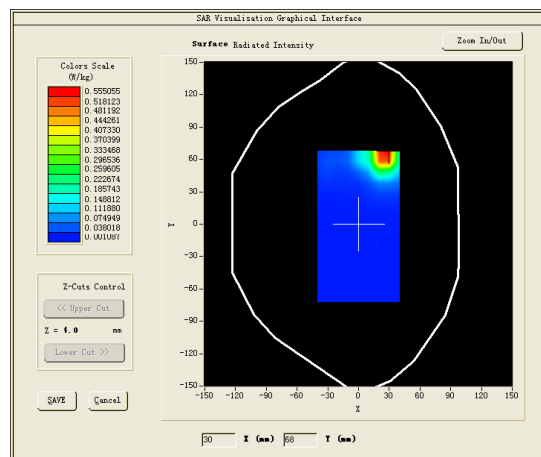 SAR Visualisation Graphical Interface
Surface Radiated Intensity
Zoom In/Out
Colors Scale
(W/kg)
0.555055
0.518123
0.481192
0.444261
0.407330
0.370399
0.333468
0.296536
0.259605
0.222674
0.185743
0.148812
0.111880
0.074949
0.038018
0.001087
Z-Cuts Control
<< Upper Cut
Z = 4.0 mm
Lower Cut >>
SAVE Cancel
150
120
90
60
30
0
-30
-60
-90
-120
-150
Y
-150 -120 -90 -60 -30 0 30 60 90 120 150
X
30 X (mm) 68 Y (mm)